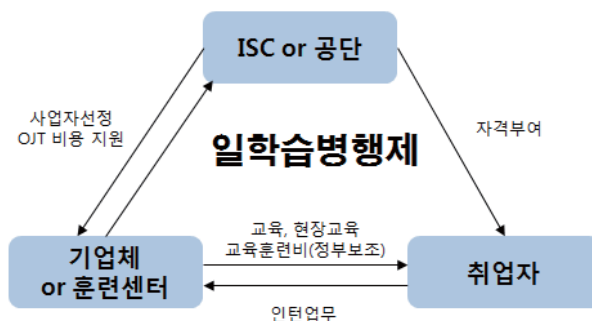 ISC or 공단
사업자선정
OJT 비용 지원
자격부여
일학습병행제
교육, 현장교육
교육훈련비(정부보조)
기업체
or 훈련센터
취업자
인턴업무